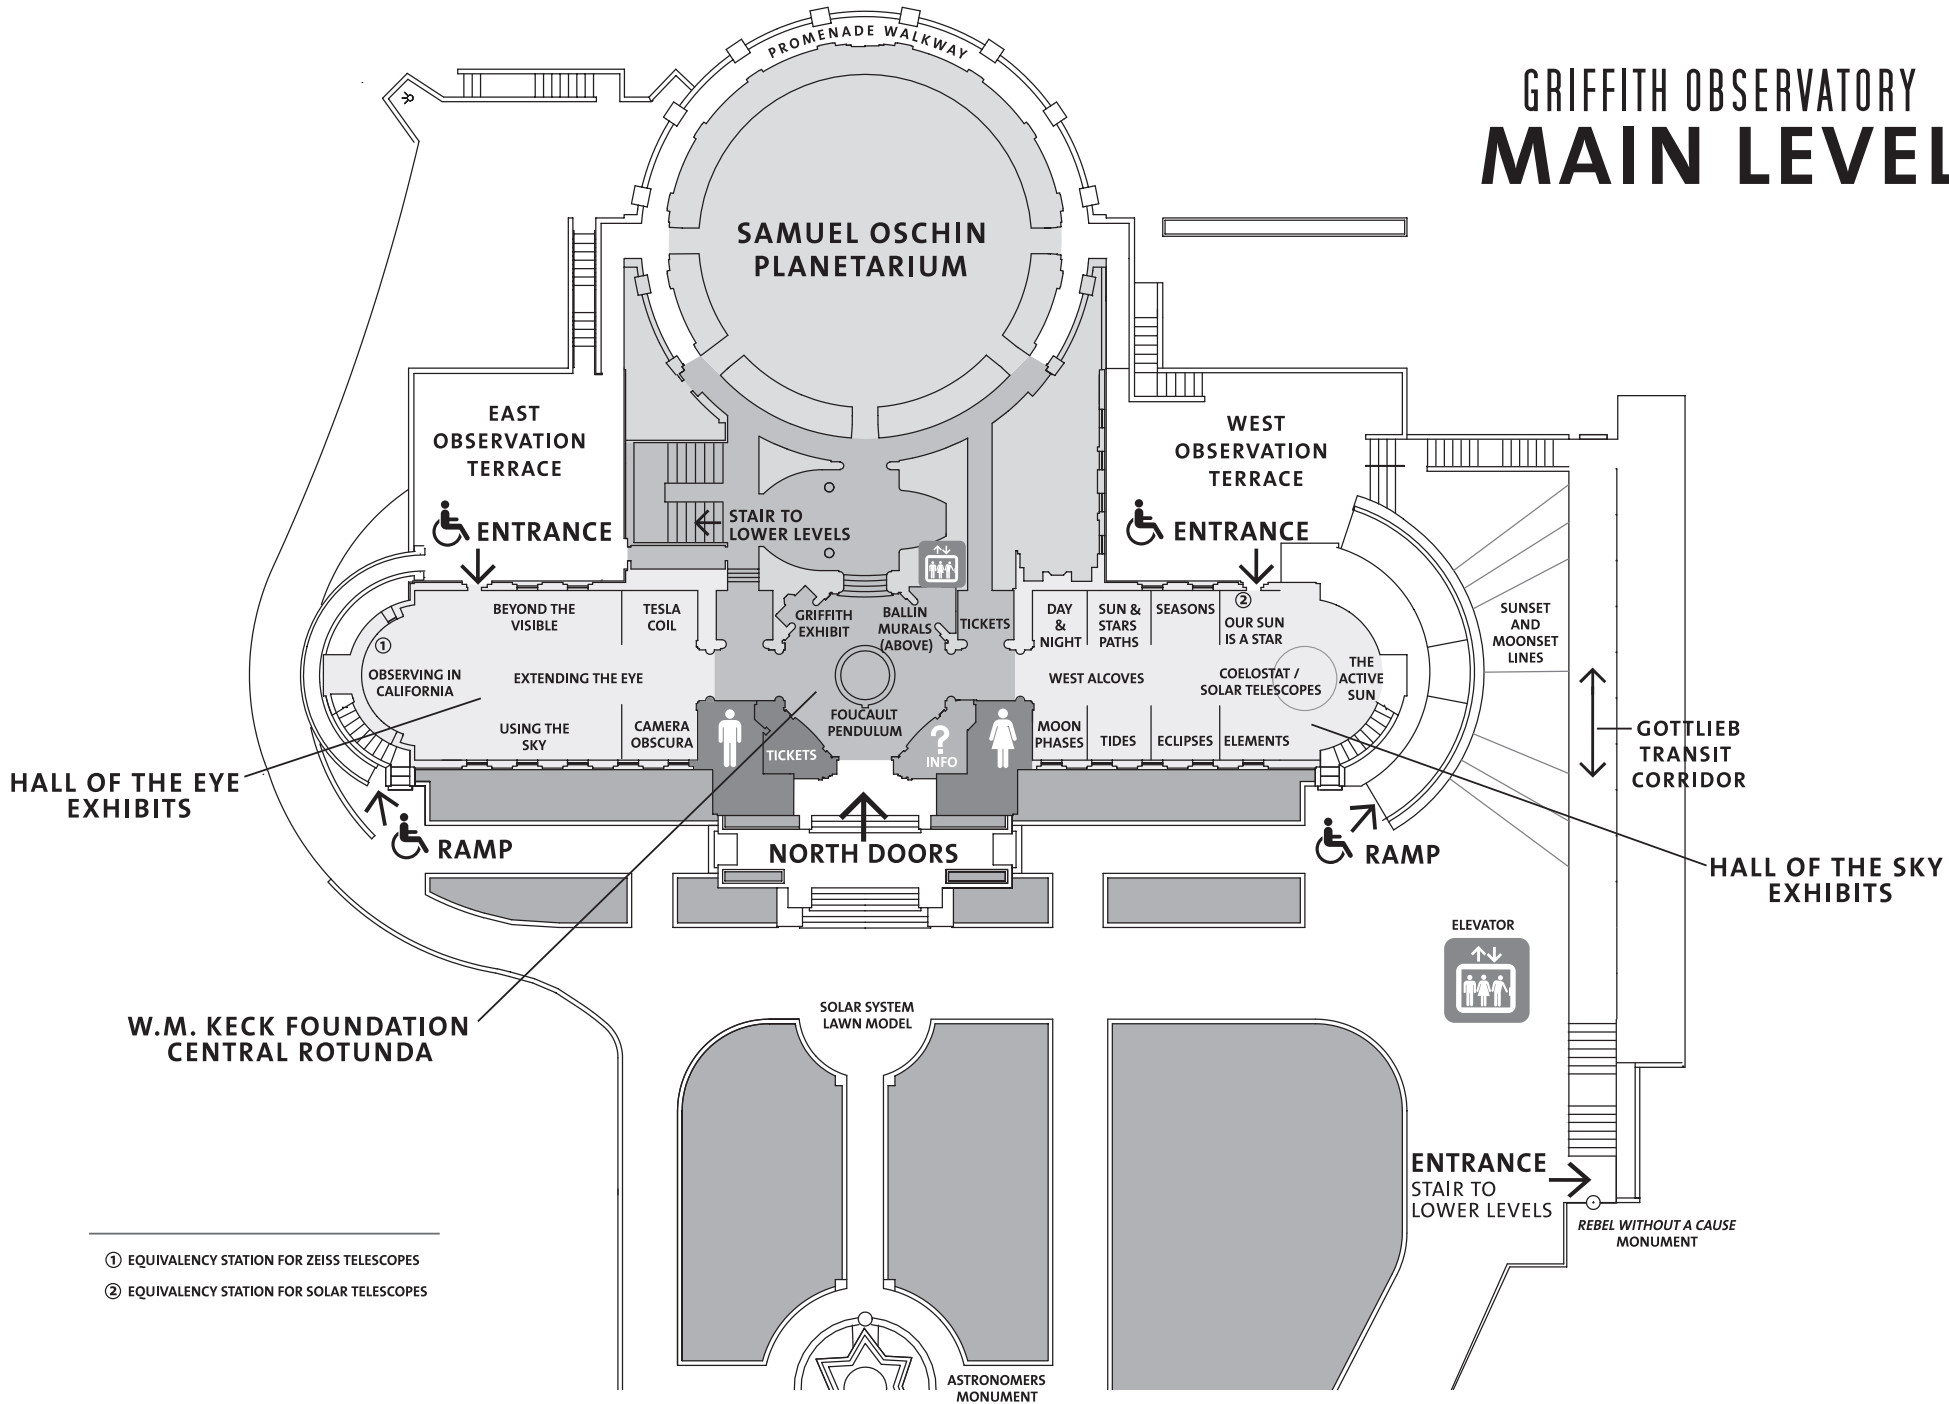 PROMENADE WALKWAY
GRIFFITH OBSERVATORY
MAIN LEVEL
SAMUEL OSCHIN
PLANETARIUM
EAST
OBSERVATION
TERRACE
WEST
OBSERVATION
TERRACE
ENTRANCE
STAIR TO
LOWER LEVELS
ENTRANCE
BEYOND THE
VISIBLE
TESLA
COIL
GRIFFITH
EXHIBIT
BALLIN
MURALS
(ABOVE)
TICKETS
DAY
&
NIGHT
SUN &
STARS
PATHS
SEASONS
2
OUR SUN
IS A STAR
SUNSET
AND
MOONSET
LINES
1
OBSERVING IN
CALIFORNIA
EXTENDING THE EYE
WEST ALCOVES
COELOSTAT /
SOLAR TELESCOPES
THE
ACTIVE
SUN
USING THE
SKY
CAMERA
OBSCURA
TICKETS
FOUCAULT
PENDULUM
?
INFO
MOON
PHASES
TIDES
ECLIPSES
ELEMENTS
GOTTLIEB
TRANSIT
CORRIDOR
HALL OF THE EYE
EXHIBITS
RAMP
NORTH DOORS
RAMP
HALL OF THE SKY
EXHIBITS
ELEVATOR
W.M. KECK FOUNDATION
CENTRAL ROTUNDA
SOLAR SYSTEM
LAWN MODEL
ENTRANCE
STAIR TO
LOWER LEVELS
REBEL WITHOUT A CAUSE
MONUMENT
1 EQUIVALENCY STATION FOR ZEISS TELESCOPES
2 EQUIVALENCY STATION FOR SOLAR TELESCOPES
ASTRONOMERS
MONUMENT